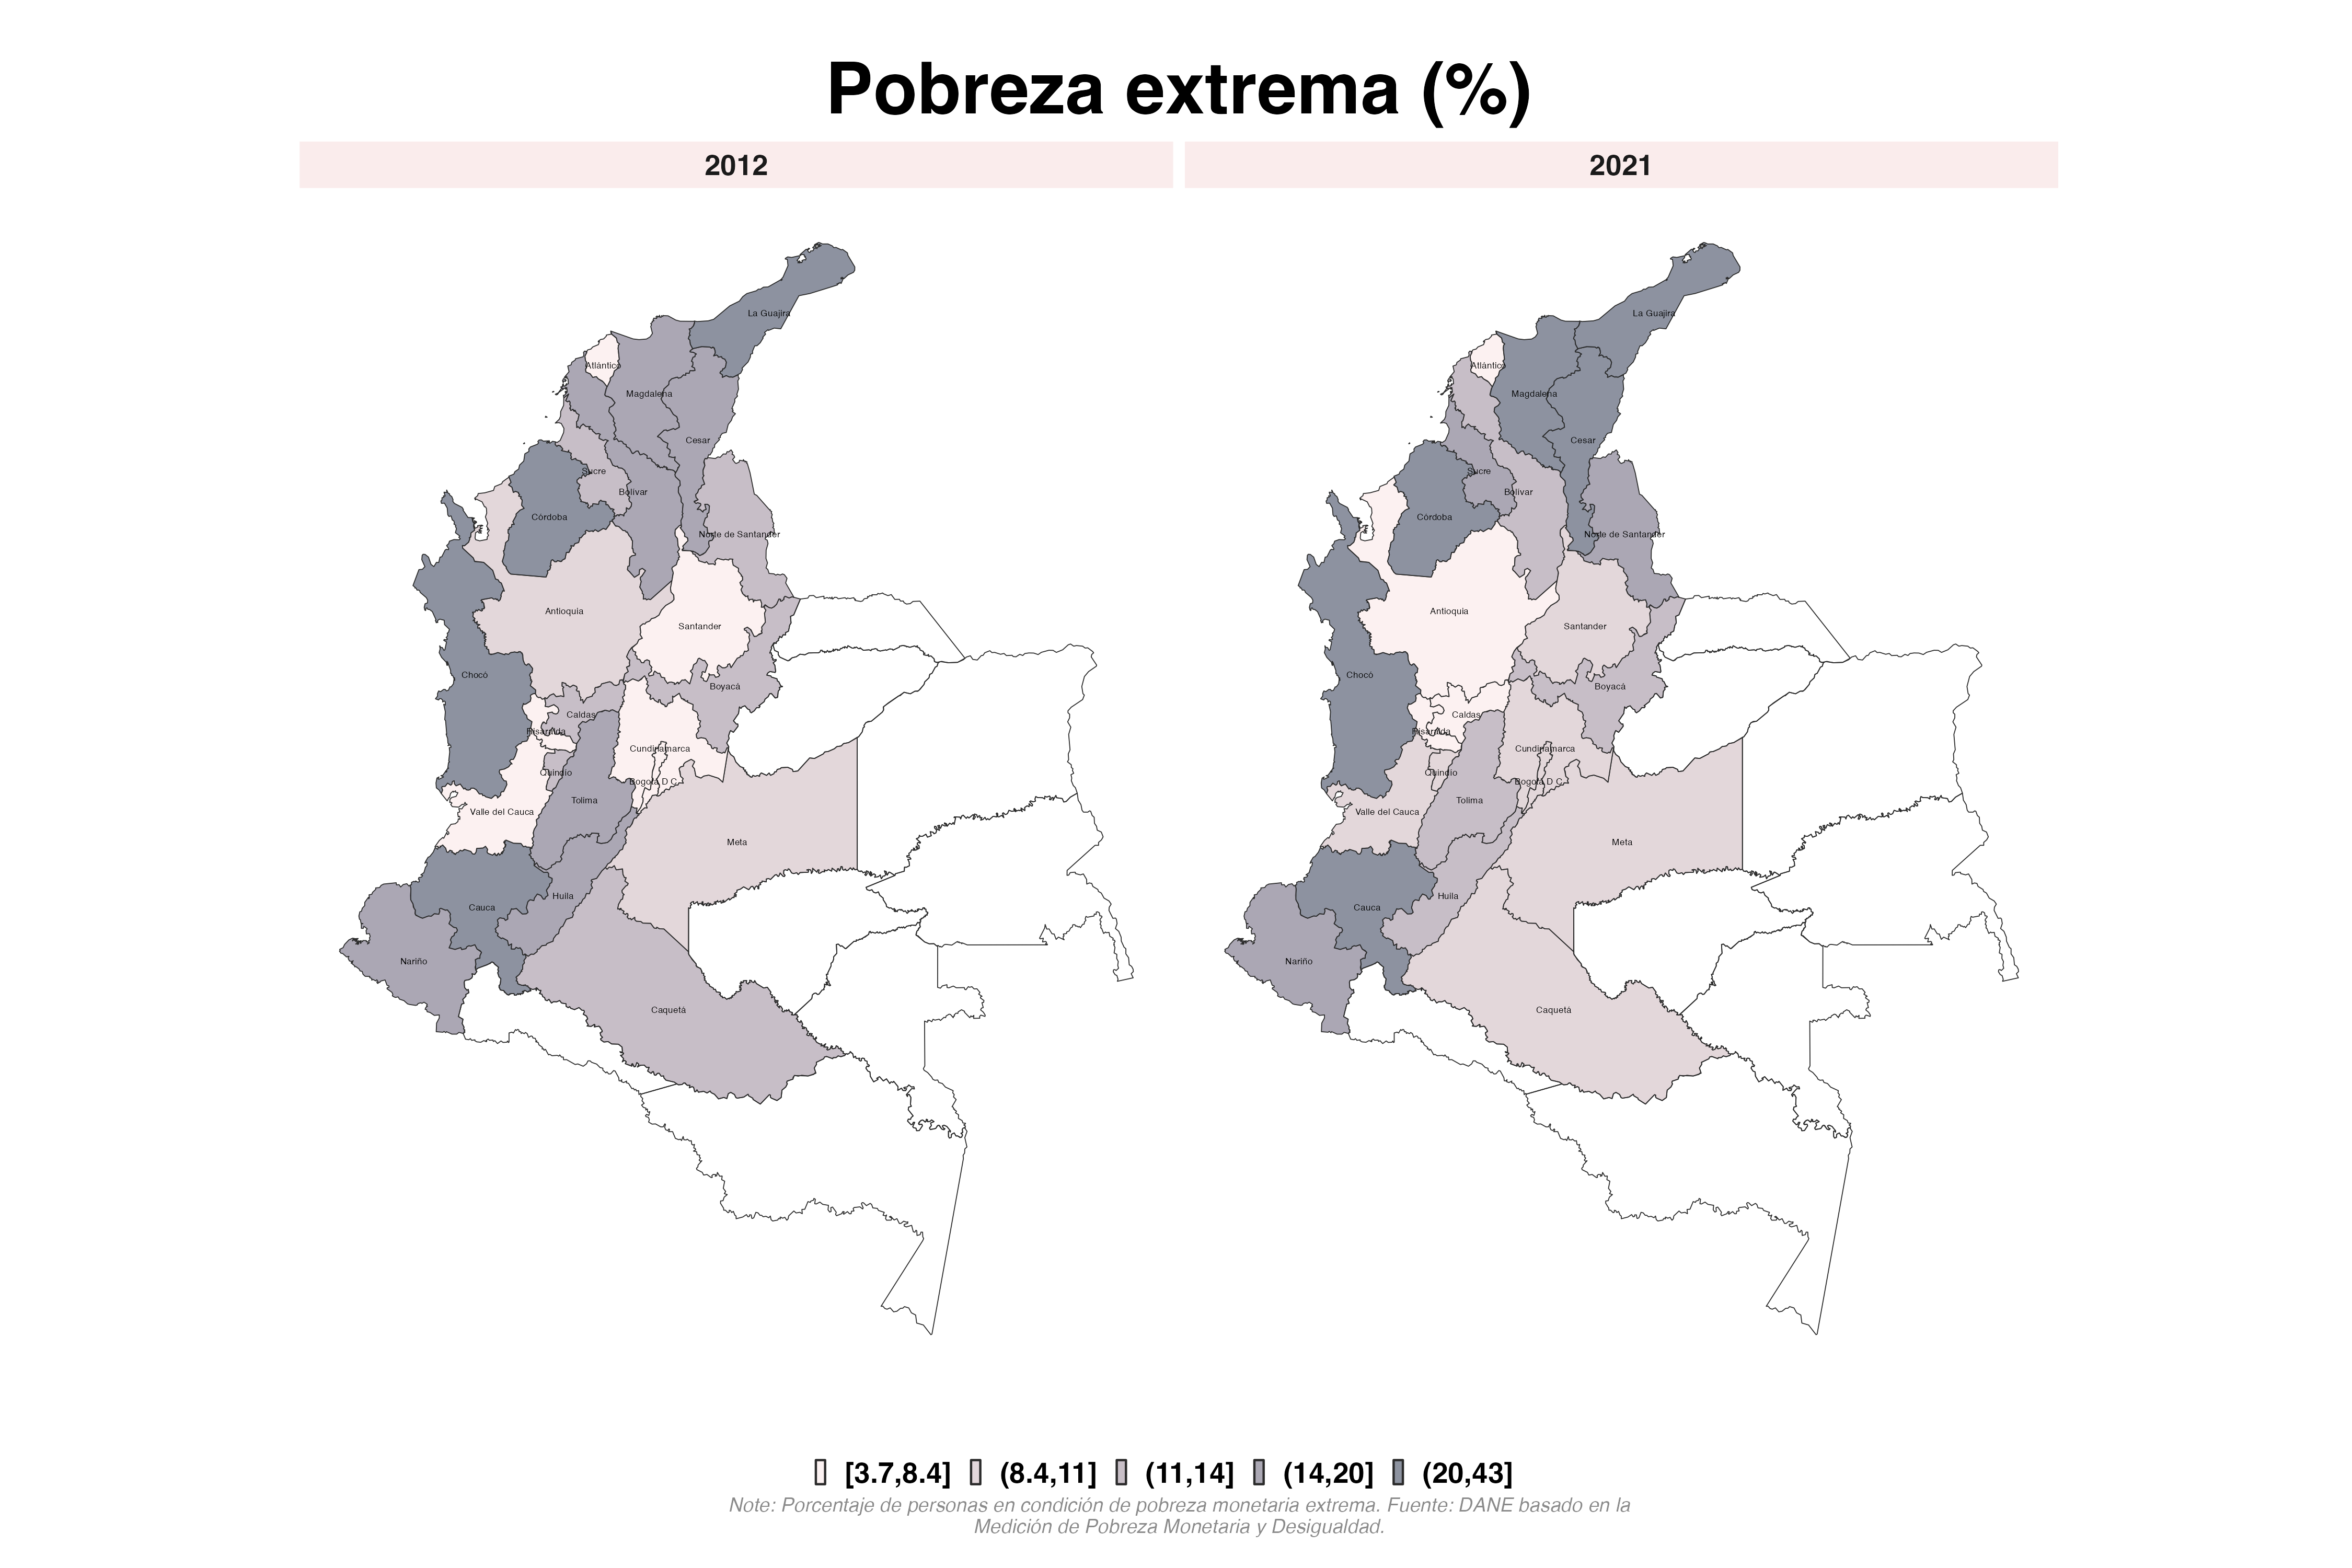 Pobreza extrema (%)
2012
2021
La Guajira
Atlántico
Magdalena
Cesar
Sucre
Bolívar
Córdoba
Norte de Santander
Antioquia
Santander
Chocó
Boyacá
Caldas
Risaralda
Cundinamarca
Quindío
Bogotá D.C.
Tolima
Valle del Cauca
Meta
Huila
Cauca
Nariño
Caquetá
La Guajira
Atlántico
Magdalena
Cesar
Sucre
Bolívar
Córdoba
Norte de Santander
Antioquia
Santander
Chocó
Boyacá
Caldas
Risaralda
Cundinamarca
Quindío
Bogotá D.C.
Tolima
Valle del Cauca
Meta
Huila
Cauca
Nariño
Caquetá
[3.7,8.4] (8.4,11] (11,14] (14,20] (20,43]
Note: Porcentaje de personas en condición de pobreza monetaria extrema. Fuente: DANE basado en la
Medición de Pobreza Monetaria y Desigualdad.